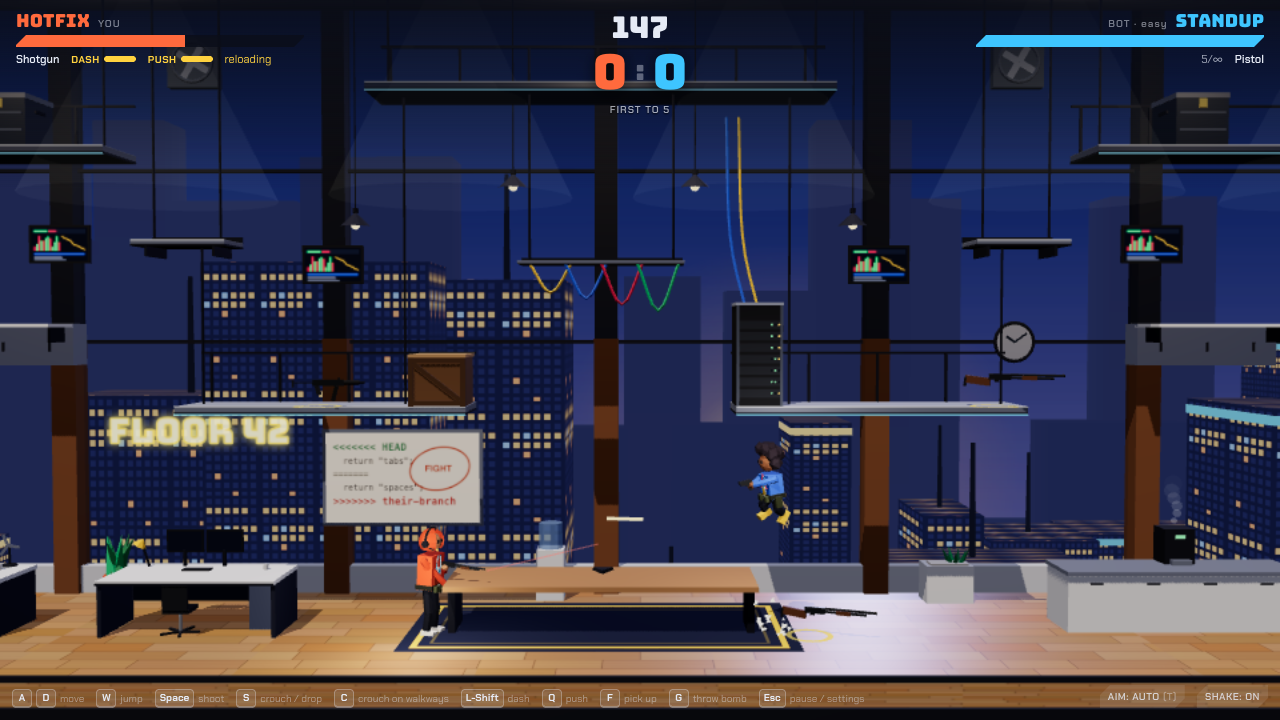 HOTFIX YOU
147
BOT · easy STANDUP
Shotgun DASH PUSH reloading
0 : 0
5/∞ Pistol
FIRST TO 5
FLOOR 42
<<<<<<< HEAD
return "tabs";
=======
return "spaces";
>>>>>>> their-branch
FIGHT
A D move W jump Space shoot S crouch / drop C crouch on walkways L-Shift dash Q push F pick up G throw bomb Esc pause / settings
AIM: AUTO [T] SHAKE: ON